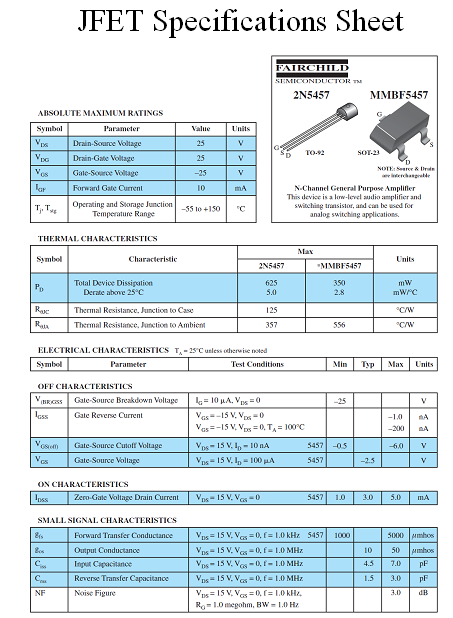 JFET Specifications Sheet
FAIRCHILD
SEMICONDUCTOR TM
2N5457 MMBF5457
G
S
D
TO-92
G
S
D
SOT-23
NOTE: Source & Drain
are interchangeable
N-Channel General Purpose Amplifier
This device is a low-level audio amplifier and
switching transistor, and can be used for
analog switching applications.
ABSOLUTE MAXIMUM RATINGS
Symbol Parameter Value Units
VDS Drain-Source Voltage 25 V
VDG Drain-Gate Voltage 25 V
VGS Gate-Source Voltage –25 V
IGF Forward Gate Current 10 mA
Tj, Tstg Operating and Storage Junction Temperature Range –55 to +150 °C
THERMAL CHARACTERISTICS
Symbol Characteristic Max Units
2N5457 *MMBF5457
PD Total Device Dissipation 625 350 mW
Derate above 25°C 5.0 2.8 mW/°C
RθJC Thermal Resistance, Junction to Case 125 °C/W
RθJA Thermal Resistance, Junction to Ambient 357 556 °C/W
ELECTRICAL CHARACTERISTICS TA = 25°C unless otherwise noted
Symbol Parameter Test Conditions Min Typ Max Units
OFF CHARACTERISTICS
V(BR)GSS Gate-Source Breakdown Voltage IG = 10 μA, VDS = 0 –25 V
IGSS Gate Reverse Current VGS = –15 V, VDS = 0 –1.0 nA
VGS = –15 V, VDS = 0, TA = 100°C –200 nA
VGS(off) Gate-Source Cutoff Voltage VDS = 15 V, ID = 10 nA 5457 –0.5 –6.0 V
VGS Gate-Source Voltage VDS = 15 V, ID = 100 μA 5457 –2.5 V
ON CHARACTERISTICS
IDSS Zero-Gate Voltage Drain Current VDS = 15 V, VGS = 0 5457 1.0 3.0 5.0 mA
SMALL SIGNAL CHARACTERISTICS
gfs Forward Transfer Conductance VDS = 15 V, VGS = 0, f = 1.0 kHz 5457 1000 5000 μmhos
gos Output Conductance VDS = 15 V, VGS = 0, f = 1.0 MHz 10 50 μmhos
Ciss Input Capacitance VDS = 15 V, VGS = 0, f = 1.0 MHz 4.5 7.0 pF
Crss Reverse Transfer Capacitance VDS = 15 V, VGS = 0, f = 1.0 MHz 1.5 3.0 pF
NF Noise Figure VDS = 15 V, VGS = 0, f = 1.0 kHz, 3.0 dB
RG = 1.0 megohm, BW = 1.0 Hz